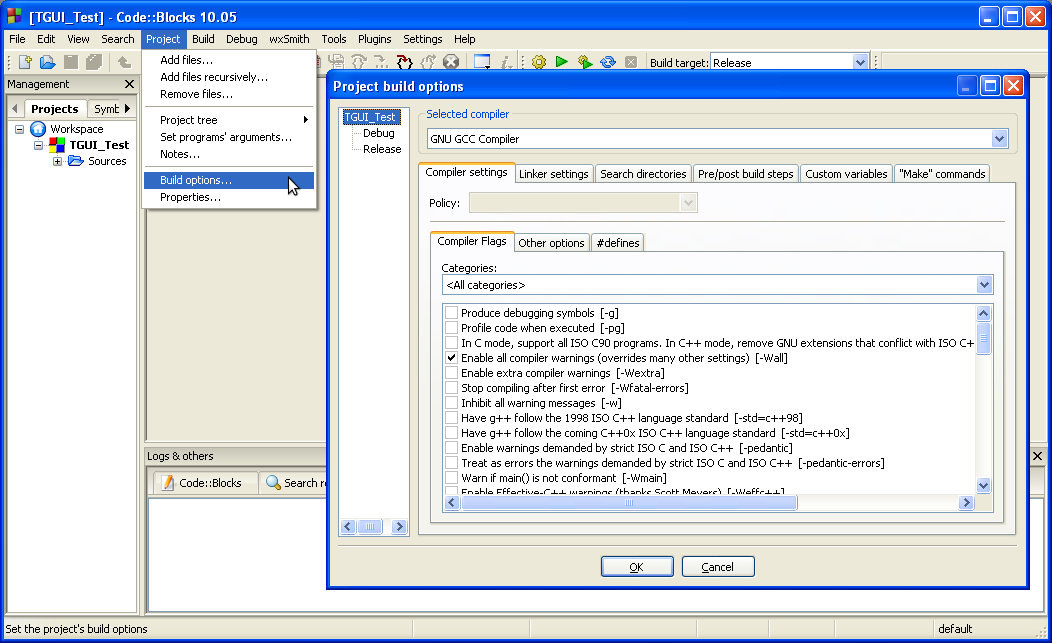 [TGUI_Test] - Code::Blocks 10.05
File Edit View Search Project Build Debug wxSmith Tools Plugins Settings Help
Build target: Release
Management
Projects Symb
Workspace
TGUI_Test
Sources
Add files...
Add files recursively...
Remove files...
Project tree
Set programs' arguments...
Notes...
Build options...
Properties...
Project build options
TGUI_Test
Debug
Release
Selected compiler
GNU GCC Compiler
Compiler settings Linker settings Search directories Pre/post build steps Custom variables "Make" commands
Policy:
Compiler Flags Other options #defines
Categories:
<All categories>
Produce debugging symbols [-g]
Profile code when executed [-pg]
In C mode, support all ISO C90 programs. In C++ mode, remove GNU extensions that conflict with ISO C+
Enable all compiler warnings (overrides many other settings) [-Wall]
Enable extra compiler warnings [-Wextra]
Stop compiling after first error [-Wfatal-errors]
Inhibit all warning messages [-w]
Have g++ follow the 1998 ISO C++ language standard [-std=c++98]
Have g++ follow the coming C++0x ISO C++ language standard [-std=c++0x]
Enable warnings demanded by strict ISO C and ISO C++ [-pedantic]
Treat as errors the warnings demanded by strict ISO C and ISO C++ [-pedantic-errors]
Warn if main() is not conformant [-Wmain]
Enable Effective-C++ warnings (thanks Scott Meyers) [-Weffc++]
OK Cancel
Logs & others
Code::Blocks Search re
Set the project's build options default